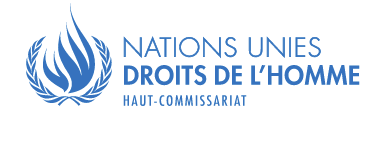 NATIONS UNIES
DROITS DE L'HOMME
HAUT-COMMISSARIAT